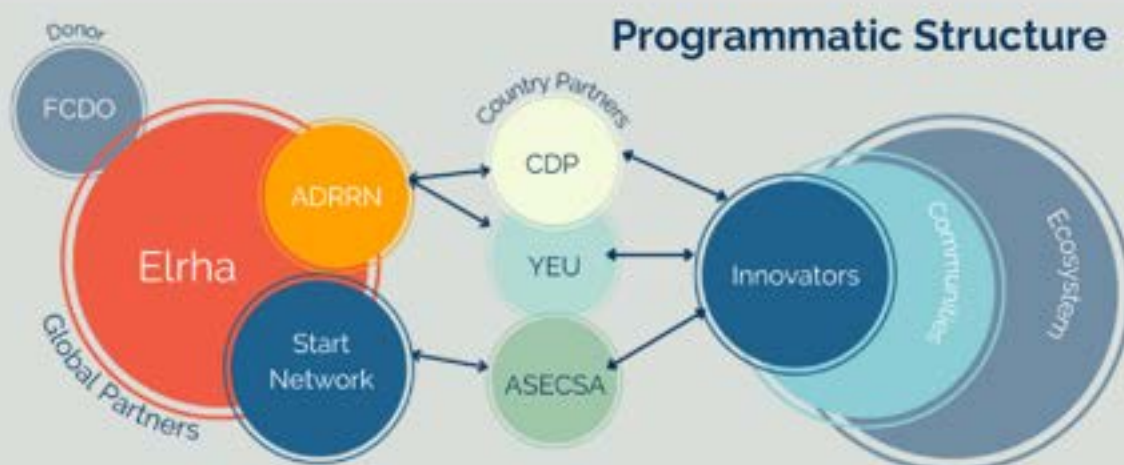 Programmatic Structure
Donor
FCDO
Elrha
ADRRN
Start
Network
Global Partners
Country Partners
CDP
YEU
ASECSA
Innovators
Communities
Ecosystem